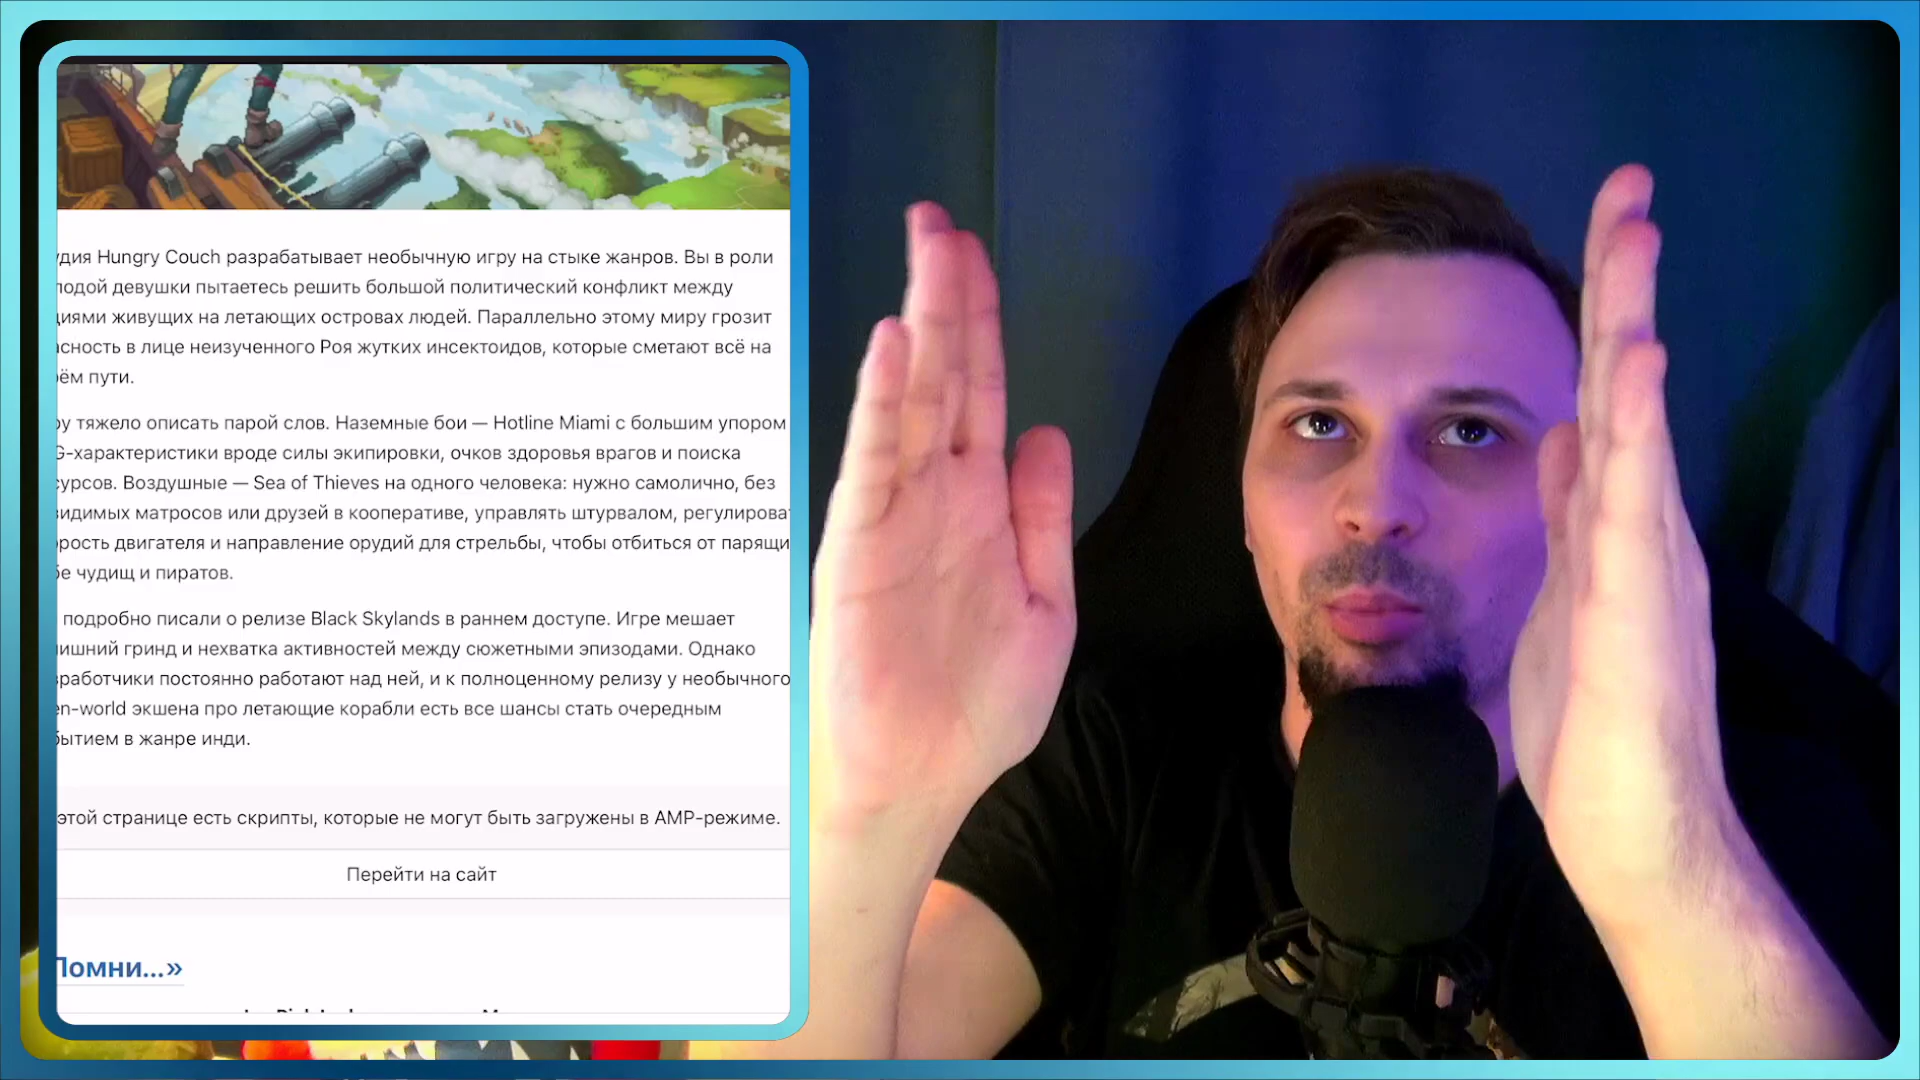 удия Hungry Couch разрабатывает необычную игру на стыке жанров. Вы в роли
лодой девушки пытаетесь решить большой политический конфликт между
циями живущих на летающих островах людей. Параллельно этому миру грозит
асность в лице неизученного Роя жутких инсектоидов, которые сметают всё на
оём пути.
ру тяжело описать парой слов. Наземные бои — Hotline Miami с большим упором
G-характеристики вроде силы экипировки, очков здоровья врагов и поиска
сурсов. Воздушные — Sea of Thieves на одного человека: нужно самолично, без
видимых матросов или друзей в кооперативе, управлять штурвалом, регулироват
орость двигателя и направление орудий для стрельбы, чтобы отбиться от парящи
бе чудищ и пиратов.
подробно писали о релизе Black Skylands в раннем доступе. Игре мешает
лишний гринд и нехватка активностей между сюжетными эпизодами. Однако
зработчики постоянно работают над ней, и к полноценному релизу у необычного
en-world экшена про летающие корабли есть все шансы стать очередным
бытием в жанре инди.
этой странице есть скрипты, которые не могут быть загружены в AMP-режиме.
Перейти на сайт
Помни...»